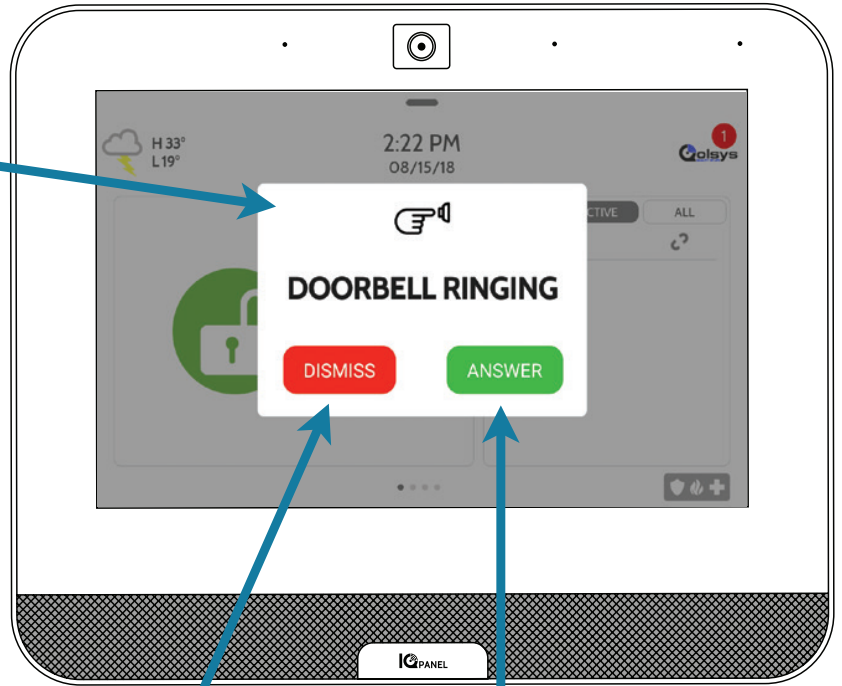 H 33°
L 19°
2:22 PM
08/15/18
1
Qolsys
CTIVE
ALL
DOORBELL RINGING
DISMISS
ANSWER
IQ PANEL